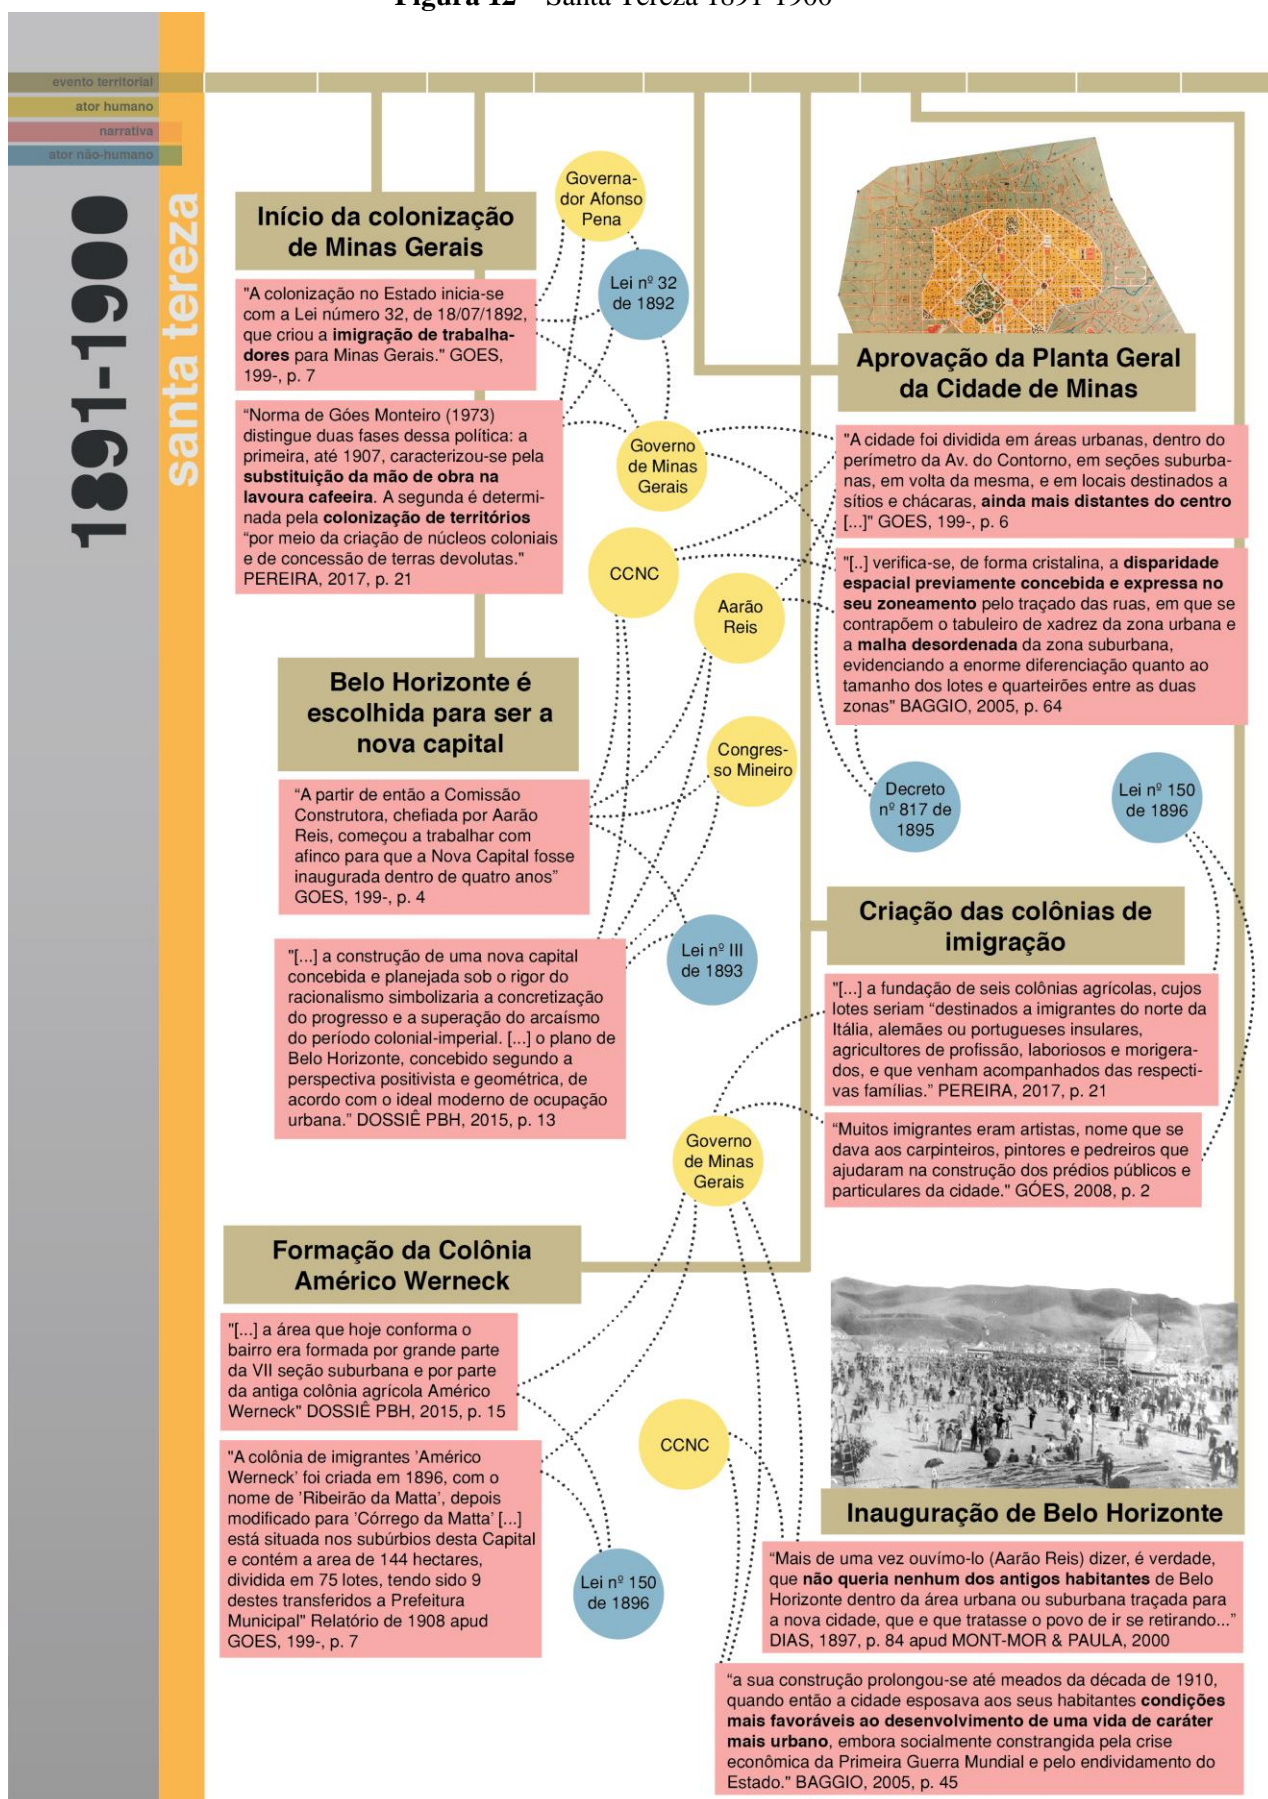 Figura 12 – Santa Tereza 1891-1900
evento territorial
ator humano
narrativa
ator não-humano
1891-1900
santa tereza
Início da colonização
de Minas Gerais
"A colonização no Estado inicia-se
com a Lei número 32, de 18/07/1892,
que criou a imigração de trabalha-
dores para Minas Gerais." GOES,
199-, p. 7
“Norma de Góes Monteiro (1973)
distingue duas fases dessa política: a
primeira, até 1907, caracterizou-se pela
substituição da mão de obra na
lavoura cafeeira. A segunda é determi-
nada pela colonização de territórios
“por meio da criação de núcleos coloniais
e de concessão de terras devolutas."
PEREIRA, 2017, p. 21
Governa-
dor Afonso
Pena
Lei nº 32
de 1892
Governo
de Minas
Gerais
CCNC
Aarão
Reis
Congres-
so Mineiro
Aprovação da Planta Geral
da Cidade de Minas
"A cidade foi dividida em áreas urbanas, dentro do
perímetro da Av. do Contorno, em seções suburba-
nas, em volta da mesma, e em locais destinados a
sítios e chácaras, ainda mais distantes do centro
[...]" GOES, 199-, p. 6
"[..] verifica-se, de forma cristalina, a disparidade
espacial previamente concebida e expressa no
seu zoneamento pelo traçado das ruas, em que se
contrapõem o tabuleiro de xadrez da zona urbana e
a malha desordenada da zona suburbana,
evidenciando a enorme diferenciação quanto ao
tamanho dos lotes e quarteirões entre as duas
zonas" BAGGIO, 2005, p. 64
Decreto
nº 817 de
1895
Lei nº 150
de 1896
Belo Horizonte é
escolhida para ser a
nova capital
“A partir de então a Comissão
Construtora, chefiada por Aarão
Reis, começou a trabalhar com
afinco para que a Nova Capital fosse
inaugurada dentro de quatro anos”
GOES, 199-, p. 4
"[...] a construção de uma nova capital
concebida e planejada sob o rigor do
racionalismo simbolizaria a concretização
do progresso e a superação do arcaísmo
do período colonial-imperial. [...] o plano de
Belo Horizonte, concebido segundo a
perspectiva positivista e geométrica, de
acordo com o ideal moderno de ocupação
urbana.” DOSSIÊ PBH, 2015, p. 13
Lei nº III
de 1893
Criação das colônias de
imigração
"[...] a fundação de seis colônias agrícolas, cujos
lotes seriam “destinados a imigrantes do norte da
Itália, alemães ou portugueses insulares,
agricultores de profissão, laboriosos e morigera-
dos, e que venham acompanhados das respecti-
vas famílias.” PEREIRA, 2017, p. 21
“Muitos imigrantes eram artistas, nome que se
dava aos carpinteiros, pintores e pedreiros que
ajudaram na construção dos prédios públicos e
particulares da cidade." GÓES, 2008, p. 2
Governo
de Minas
Gerais
Formação da Colônia
Américo Werneck
"[...] a área que hoje conforma o
bairro era formada por grande parte
da VII seção suburbana e por parte
da antiga colônia agrícola Américo
Werneck" DOSSIÊ PBH, 2015, p. 15
"A colônia de imigrantes ’Américo
Werneck’ foi criada em 1896, com o
nome de ’Ribeirão da Matta’, depois
modificado para ’Córrego da Matta’ [...]
está situada nos subúrbios desta Capital
e contém a area de 144 hectares,
dividida em 75 lotes, tendo sido 9
destes transferidos a Prefeitura
Municipal" Relatório de 1908 apud
GOES, 199-, p. 7
CCNC
Lei nº 150
de 1896
Inauguração de Belo Horizonte
“Mais de uma vez ouvímo-lo (Aarão Reis) dizer, é verdade,
que não queria nenhum dos antigos habitantes de Belo
Horizonte dentro da área urbana ou suburbana traçada para
a nova cidade, que e que tratasse o povo de ir se retirando...”
DIAS, 1897, p. 84 apud MONT-MOR & PAULA, 2000
“a sua construção prolongou-se até meados da década de 1910,
quando então a cidade esposava aos seus habitantes condições
mais favoráveis ao desenvolvimento de uma vida de caráter
mais urbano, embora socialmente constrangida pela crise
econômica da Primeira Guerra Mundial e pelo endividamento do
Estado." BAGGIO, 2005, p. 45